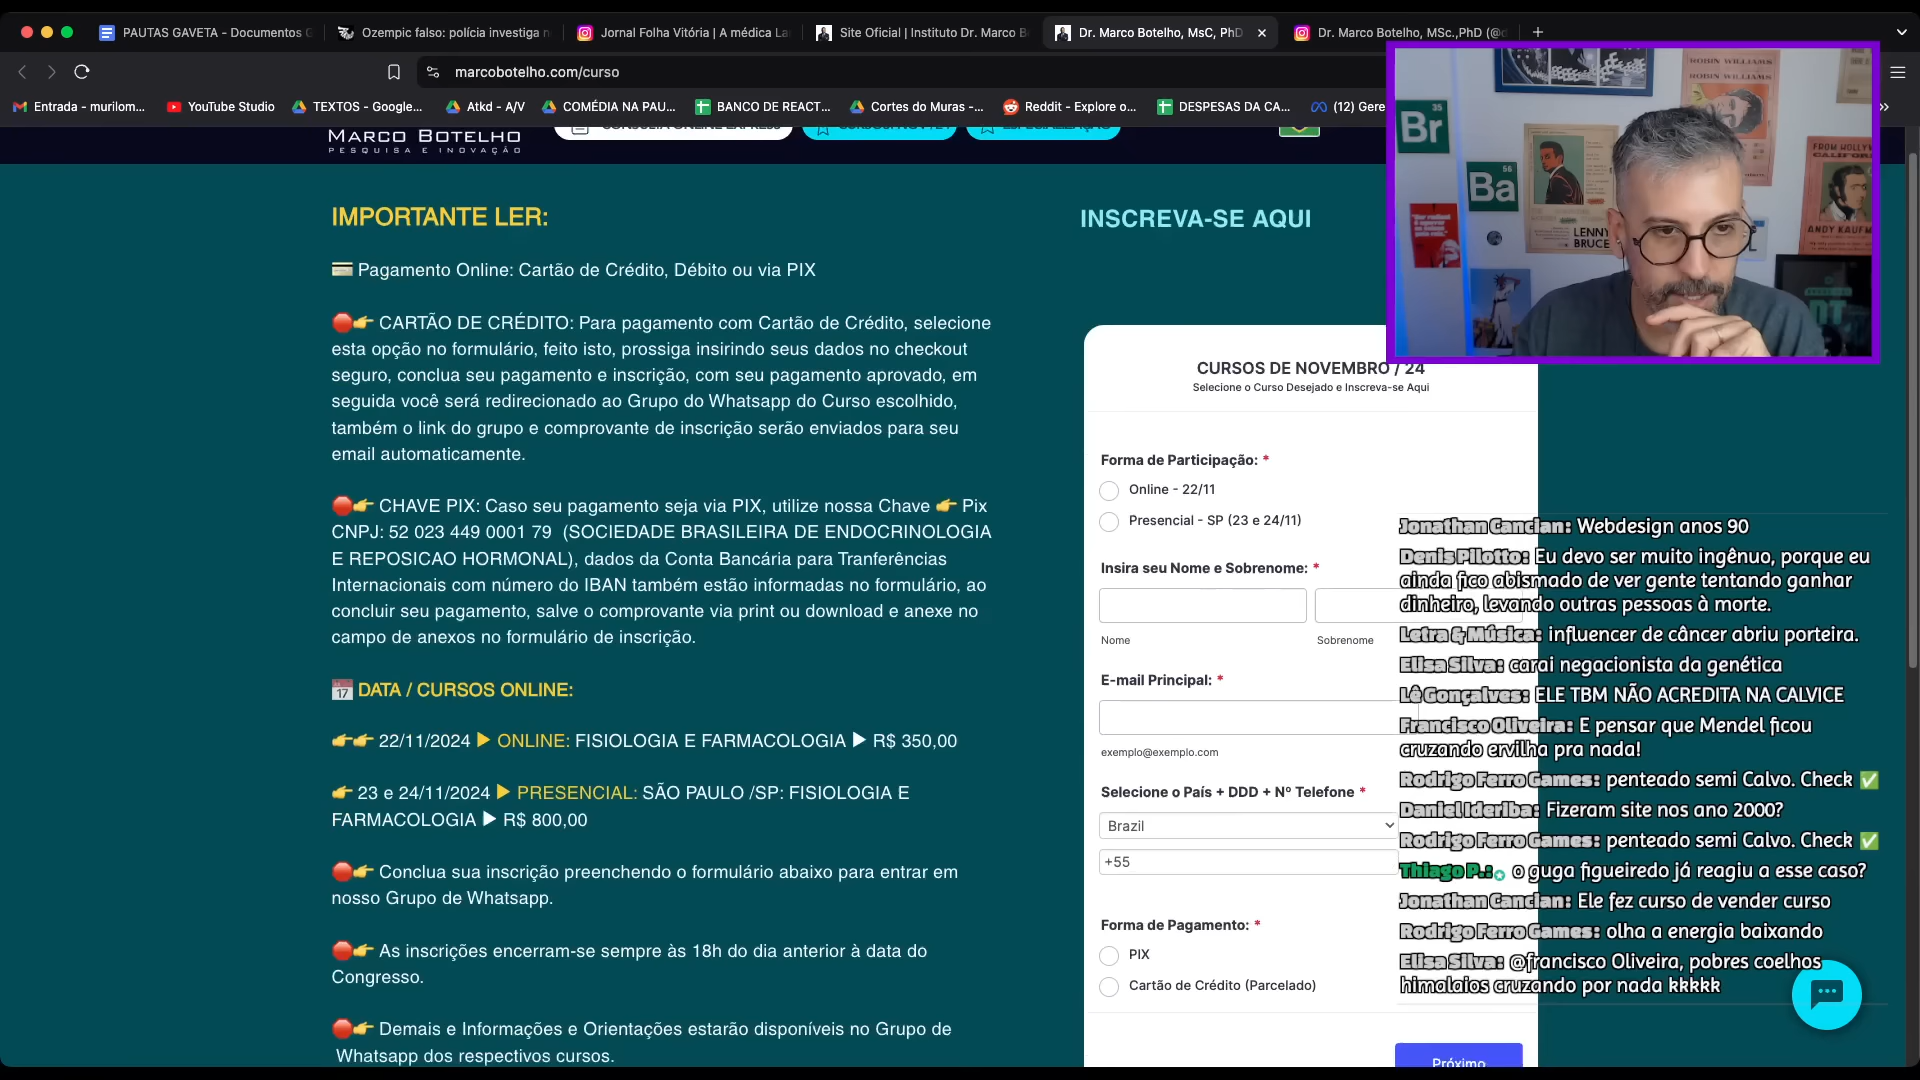 PAUTAS GAVETA - Documentos G
Ozempic falso: polícia investiga n
Jornal Folha Vitória | A médica La
Site Oficial | Instituto Dr. Marco B
Dr. Marco Botelho, MsC, PhD
Dr. Marco Botelho, MSc.,PhD (@d
marcobotelho.com/curso
Entrada - murilom...
YouTube Studio
TEXTOS - Google...
Atkd - A/V
COMÉDIA NA PAU...
BANCO DE REACT...
Cortes do Muras -...
Reddit - Explore o...
DESPESAS DA CA...
(12) Gere
MARCO BOTELHO
PESQUISA E INOVAÇÃO
CONSULTA ONLINE EXPRESS
CURSOS NOV / 24
ESPECIALIZAÇÃO
IMPORTANTE LER:
💳 Pagamento Online: Cartão de Crédito, Débito ou via PIX
🛑👉 CARTÃO DE CRÉDITO: Para pagamento com Cartão de Crédito, selecione
esta opção no formulário, feito isto, prossiga insirindo seus dados no checkout
seguro, conclua seu pagamento e inscrição, com seu pagamento aprovado, em
seguida você será redirecionado ao Grupo do Whatsapp do Curso escolhido,
também o link do grupo e comprovante de inscrição serão enviados para seu
email automaticamente.
🛑👉 CHAVE PIX: Caso seu pagamento seja via PIX, utilize nossa Chave 👉 Pix
CNPJ: 52 023 449 0001 79 (SOCIEDADE BRASILEIRA DE ENDOCRINOLOGIA
E REPOSICAO HORMONAL), dados da Conta Bancária para Tranferências
Internacionais com número do IBAN também estão informadas no formulário, ao
concluir seu pagamento, salve o comprovante via print ou download e anexe no
campo de anexos no formulário de inscrição.
📅 DATA / CURSOS ONLINE:
👉👉 22/11/2024 ▶ ONLINE: FISIOLOGIA E FARMACOLOGIA ▶ R$ 350,00
👉 23 e 24/11/2024 ▶ PRESENCIAL: SÃO PAULO /SP: FISIOLOGIA E
FARMACOLOGIA ▶ R$ 800,00
🛑👉 Conclua sua inscrição preenchendo o formulário abaixo para entrar em
nosso Grupo de Whatsapp.
🛑👉 As inscrições encerram-se sempre às 18h do dia anterior à data do
Congresso.
🛑👉 Demais e Informações e Orientações estarão disponíveis no Grupo de
Whatsapp dos respectivos cursos.
INSCREVA-SE AQUI
CURSOS DE NOVEMBRO / 24
Selecione o Curso Desejado e Inscreva-se Aqui
Forma de Participação: *
Online - 22/11
Presencial - SP (23 e 24/11)
Insira seu Nome e Sobrenome: *
Nome
Sobrenome
E-mail Principal: *
exemplo@exemplo.com
Selecione o País + DDD + Nº Telefone *
Brazil
+55
Forma de Pagamento: *
PIX
Cartão de Crédito (Parcelado)
Próximo
35
Br
56
Ba
LENNY
BRUCE
ROBIN WILLIAMS
ROBIN WILLIAMS
FROM HOLLYWOOD
CALIFORNIA
ANDY KAUFM
Jonathan Cancian: Webdesign anos 90
Denis Pilotto: Eu devo ser muito ingênuo, porque eu
ainda fico abismado de ver gente tentando ganhar
dinheiro, levando outras pessoas à morte.
Letra & Música: influencer de câncer abriu porteira.
Elisa Silva: carai negacionista da genética
Lê Gonçalves: ELE TBM NÃO ACREDITA NA CALVICE
Francisco Oliveira: E pensar que Mendel ficou
cruzando ervilha pra nada!
Rodrigo Ferro Games: penteado semi Calvo. Check ✅
Daniel Ideriba: Fizeram site nos ano 2000?
Rodrigo Ferro Games: penteado semi Calvo. Check ✅
Thiago P.: o guga figueiredo já reagiu a esse caso?
Jonathan Cancian: Ele fez curso de vender curso
Rodrigo Ferro Games: olha a energia baixando
Elisa Silva: @francisco Oliveira, pobres coelhos
himalaios cruzando por nada kkkkk